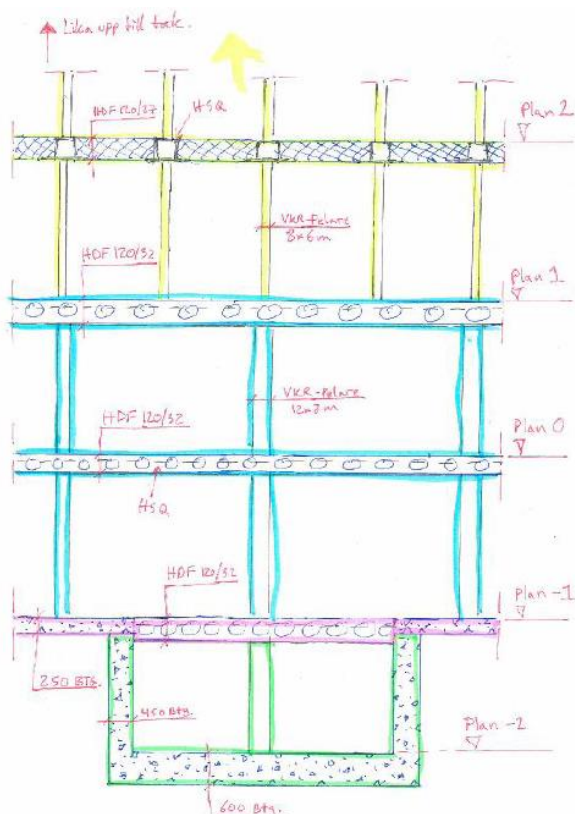 Lika upp till tak.
HDF 120/27
HSQ
Plan 2
VKR-Pelare
8x6m
HDF 120/32
Plan 1
VKR-Pelare
HDF 120/32
Plan 0
HSQ
HDF 120/32
Plan -1
250 Btg.
450 Btg.
Plan -2
600 Btg.